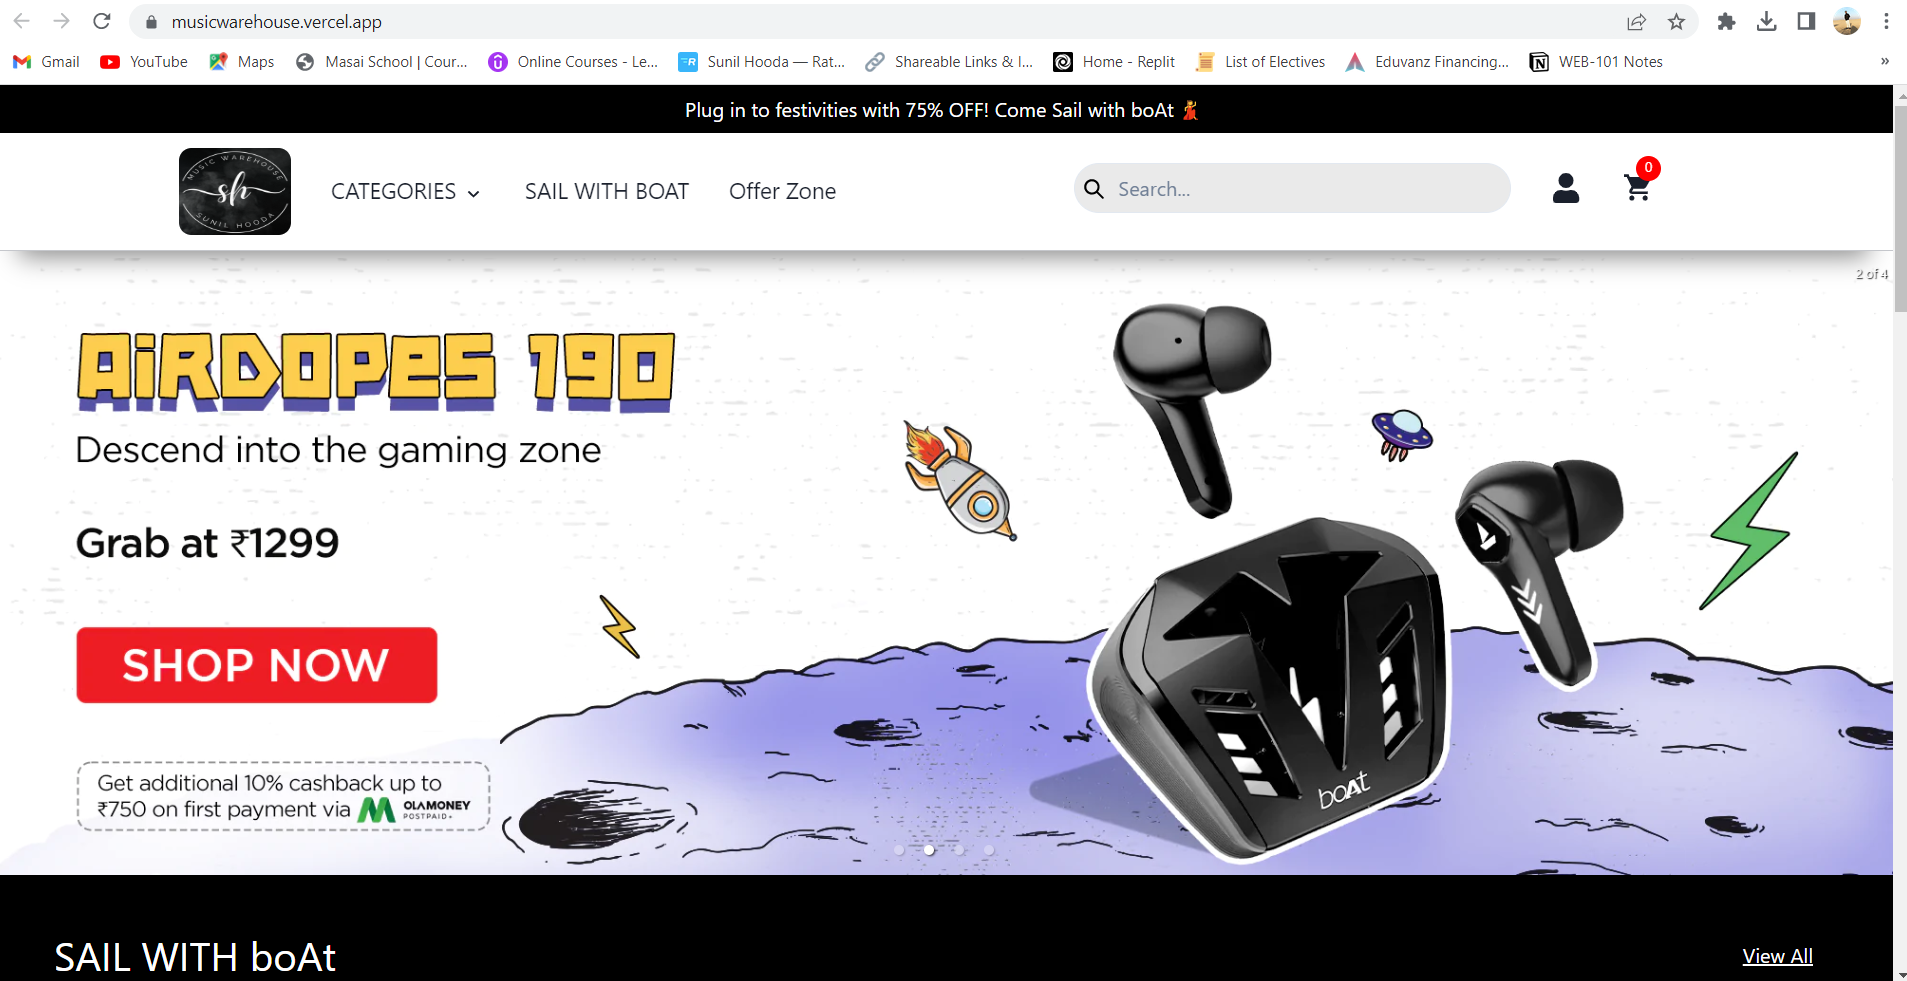 musicwarehouse.vercel.app
Gmail YouTube Maps Masai School | Cour... Online Courses - Le... Sunil Hooda — Rat... Shareable Links & I... Home - Replit List of Electives Eduvanz Financing... WEB-101 Notes »
Plug in to festivities with 75% OFF! Come Sail with boAt 💃
MUSIC WAREHOUSE
sh
SUNIL HOODA
CATEGORIES SAIL WITH BOAT Offer Zone Search... 0
2 of 4
AiRDOPES 190
Descend into the gaming zone
Grab at ₹1299
SHOP NOW
Get additional 10% cashback up to
₹750 on first payment via OLAMONEY
POSTPAID+
boAt
SAIL WITH boAt View All